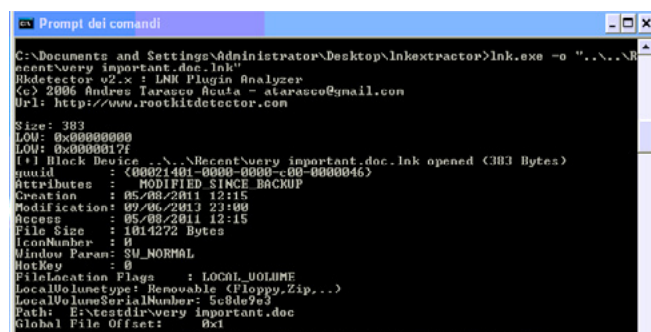 Prompt dei comandi
C:\Documents and Settings\Administrator\Desktop\lnkextractor>lnk.exe -o "..\..\R
ecent\very important.doc.lnk"
Rkdetector v2.x : LNK Plugin Analyzer
(c) 2006 Andres Tarasco Acuña - atarasco@gmail.com
Url: http://www.rootkitdetector.com
Size: 383
LOW: 0x00000000
LOW: 0x0000017f
[+] Block Device ..\..\Recent\very important.doc.lnk opened (383 Bytes)
guuid : {00021401-0000-0000-c00-0000046}
Attributes : MODIFIED_SINCE_BACKUP
Creation : 05/08/2011 12:15
Modification: 09/06/2013 23:00
Access : 05/08/2011 12:15
File Size : 1014272 Bytes
IconNumber : 0
Window Param: SW_NORMAL
HotKey : 0
FileLocation Flags : LOCAL_VOLUME
LocalVolumetype: Removable (Floppy,Zip,...)
LocalVolumeSerialNumber: 5c8de9e3
Path: E:\testdir\very important.doc
Global File Offset: 0x1